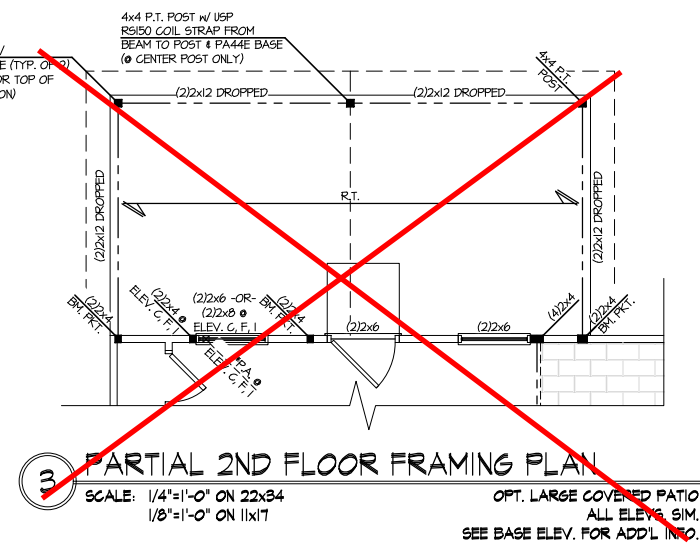 4x4 P.T. POST W/ USP
RS150 COIL STRAP FROM
BEAM TO POST & PA44E BASE
(@ CENTER POST ONLY)
W/
E (TYP. OF 2)
OR TOP OF
ON)
4x4 P.T.
POST
(2)2x12 DROPPED
(2)2x12 DROPPED
(2)2x12 DROPPED
(2)2x12 DROPPED
R.T.
(2)2x4
BM. PKT.
(2)2x4 @
ELEV. C, F, I
(2)2x6 -OR-
(2)2x8 @
ELEV. C, F, I
(2)2x4
BM. PKT.
(2)2x6
(2)2x6
(4)2x4
(2)2x4
BM. PKT.
P.A. @
ELEV. C, F, I
3
PARTIAL 2ND FLOOR FRAMING PLAN
SCALE: 1/4"=1'-0" ON 22x34
1/8"=1'-0" ON 11x17
OPT. LARGE COVERED PATIO
ALL ELEVS. SIM.
SEE BASE ELEV. FOR ADD'L INFO.